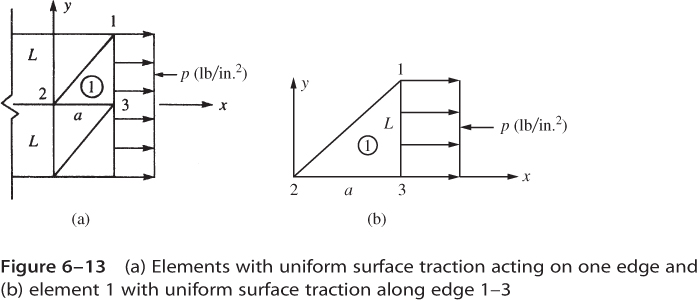 y
1
L
1
p (lb/in.²)
2
3
x
a
L
(a)
y
1
L
1
p (lb/in.²)
2
a
3
x
(b)
Figure 6–13 (a) Elements with uniform surface traction acting on one edge and
(b) element 1 with uniform surface traction along edge 1–3